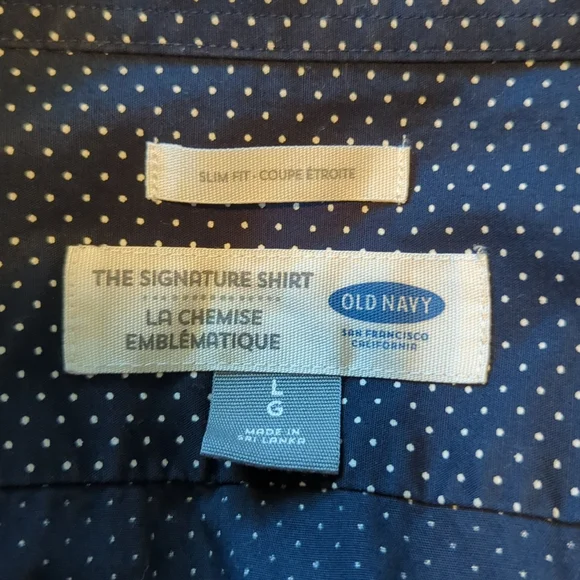 SLIM FIT - COUPE ÉTROITE
THE SIGNATURE SHIRT
LA CHEMISE
EMBLÉMATIQUE
OLD NAVY
SAN FRANCISCO
CALIFORNIA
L
G
MADE IN
SRI LANKA